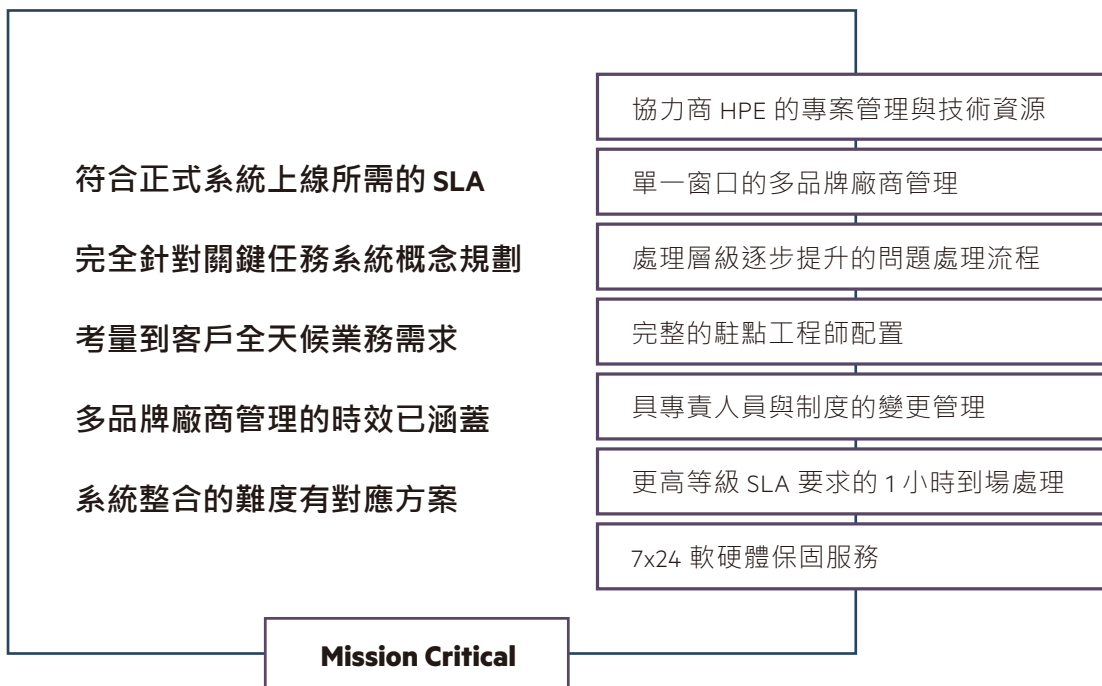 符合正式系統上線所需的 SLA
完全針對關鍵任務系統概念規劃
考量到客戶全天候業務需求
多品牌廠商管理的時效已涵蓋
系統整合的難度有對應方案
協力商 HPE 的專案管理與技術資源
單一窗口的多品牌廠商管理
處理層級逐步提升的問題處理流程
完整的駐點工程師配置
具專責人員與制度的變更管理
更高等級 SLA 要求的 1 小時到場處理
7x24 軟硬體保固服務
Mission Critical